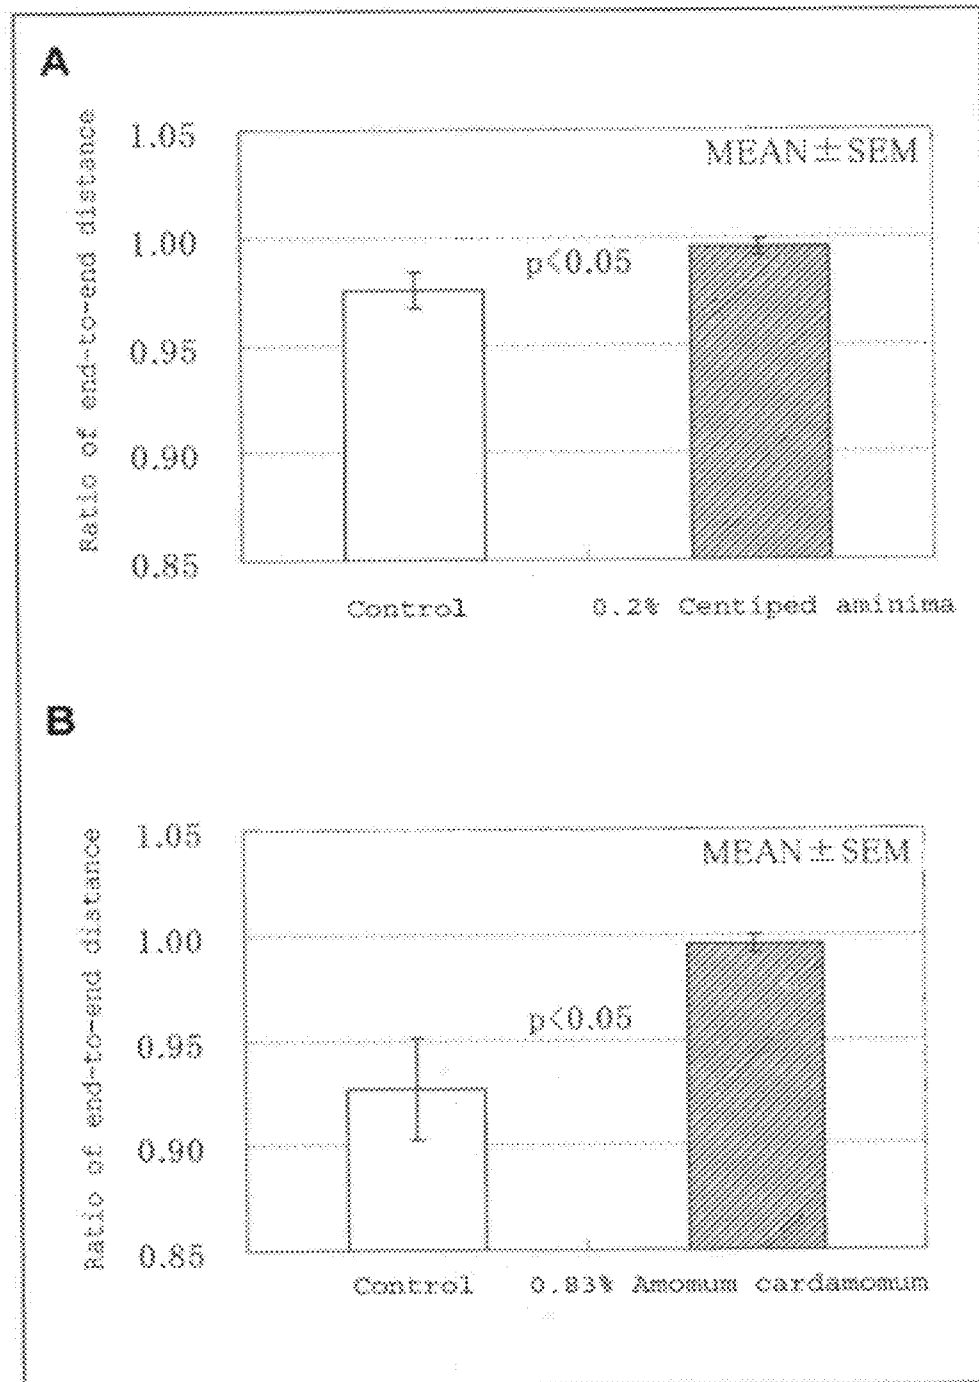 A
Ratio of end-to-end distance
1.05
1.00
0.95
0.90
0.85
MEAN ± SEM
p<0.05
Control
0.2% Centiped aminima
B
Ratio of end-to-end distance
1.05
1.00
0.95
0.90
0.85
MEAN ± SEM
p<0.05
Control
0.83% Amomum cardamomum